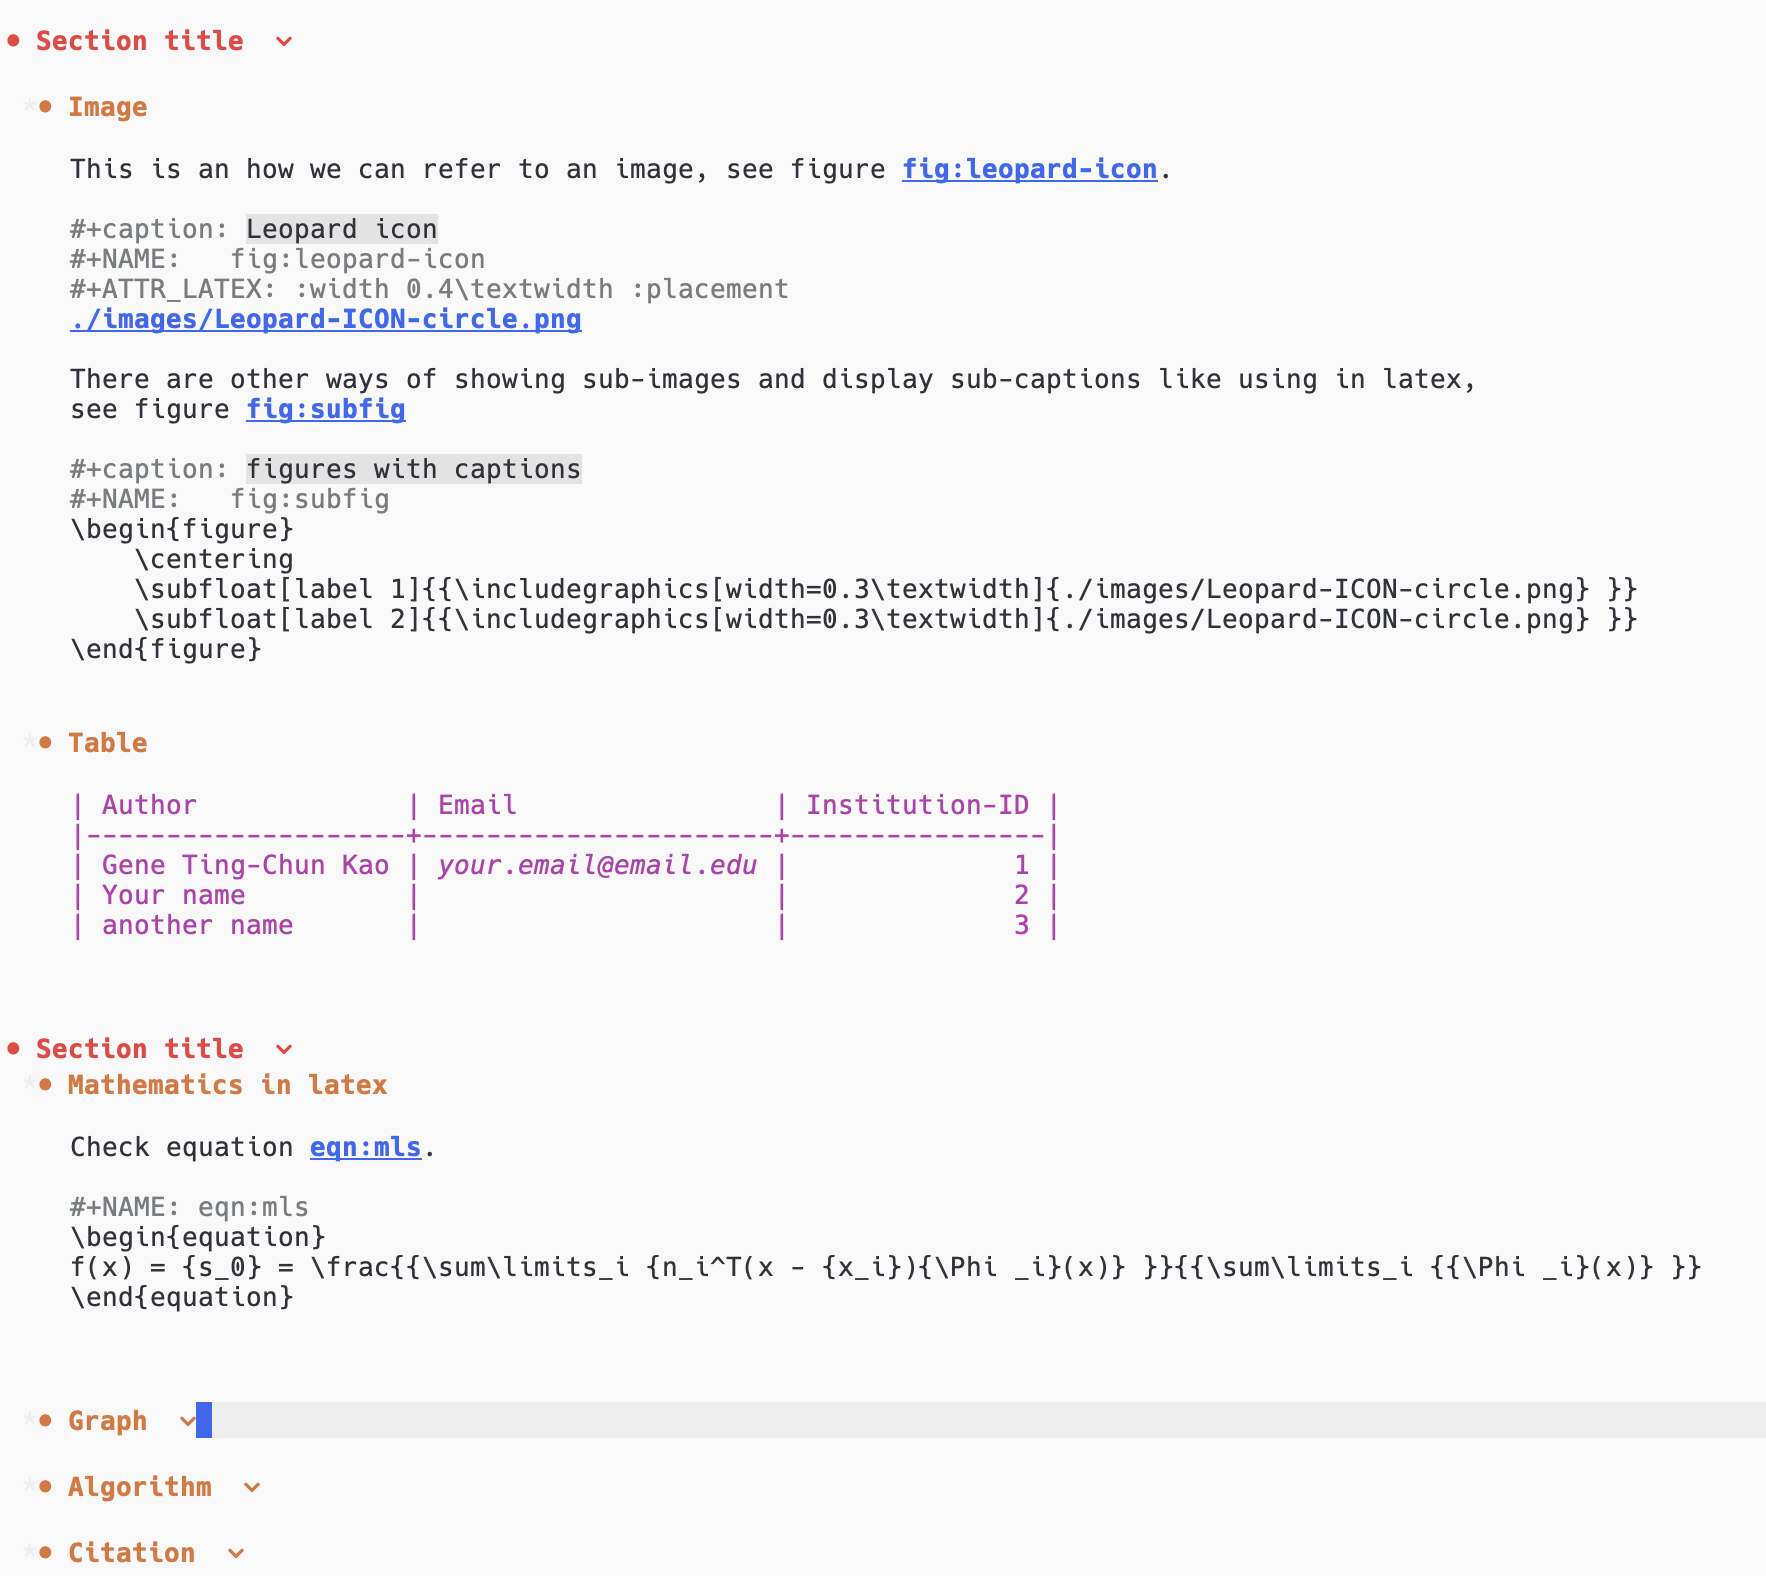 • Section title
*• Image
This is an how we can refer to an image, see figure fig:leopard-icon.
#+caption: Leopard icon
#+NAME:   fig:leopard-icon
#+ATTR_LATEX: :width 0.4\textwidth :placement
./images/Leopard-ICON-circle.png
There are other ways of showing sub-images and display sub-captions like using in latex,
see figure fig:subfig
#+caption: figures with captions
#+NAME:   fig:subfig
\begin{figure}
    \centering
    \subfloat[label 1]{{\includegraphics[width=0.3\textwidth]{./images/Leopard-ICON-circle.png} }}
    \subfloat[label 2]{{\includegraphics[width=0.3\textwidth]{./images/Leopard-ICON-circle.png} }}
\end{figure}
*• Table
| Author             | Email                | Institution-ID |
|--------------------+----------------------+----------------|
| Gene Ting-Chun Kao | your.email@email.edu |              1 |
| Your name          |                      |              2 |
| another name       |                      |              3 |
• Section title
*• Mathematics in latex
Check equation eqn:mls.
#+NAME: eqn:mls
\begin{equation}
f(x) = {s_0} = \frac{{\sum\limits_i {n_i^T(x - {x_i}){\Phi _i}(x)} }}{{\sum\limits_i {{\Phi _i}(x)} }}
\end{equation}
*• Graph
*• Algorithm
*• Citation